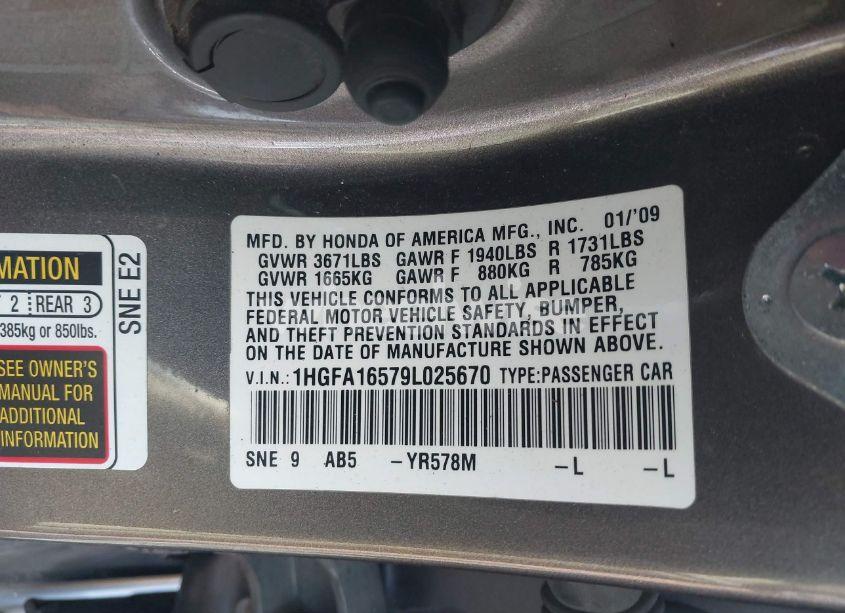 MATION
2 REAR 3
385kg or 850lbs.
SEE OWNER'S
MANUAL FOR
ADDITIONAL
INFORMATION
SNE E2
MFD. BY HONDA OF AMERICA MFG., INC. 01/'09
GVWR 3671LBS GAWR F 1940LBS R 1731LBS
GVWR 1665KG GAWR F 880KG R 785KG
THIS VEHICLE CONFORMS TO ALL APPLICABLE
FEDERAL MOTOR VEHICLE SAFETY, BUMPER,
AND THEFT PREVENTION STANDARDS IN EFFECT
ON THE DATE OF MANUFACTURE SHOWN ABOVE.
V.I.N.: 1HGFA16579L025670 TYPE:PASSENGER CAR
SNE 9 AB5 -YR578M -L -L